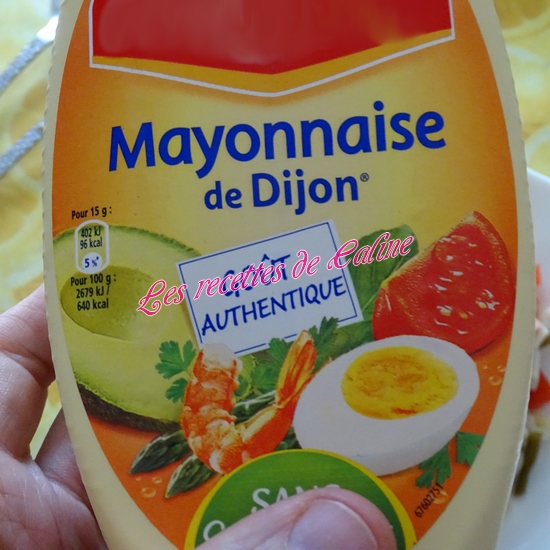 Mayonnaise
de Dijon®
Pour 15 g :
402 kJ
96 kcal
5%*
Pour 100 g :
2679 kJ /
640 kcal
GOÛT
AUTHENTIQUE
Les recettes de Caline
SANS
67602751